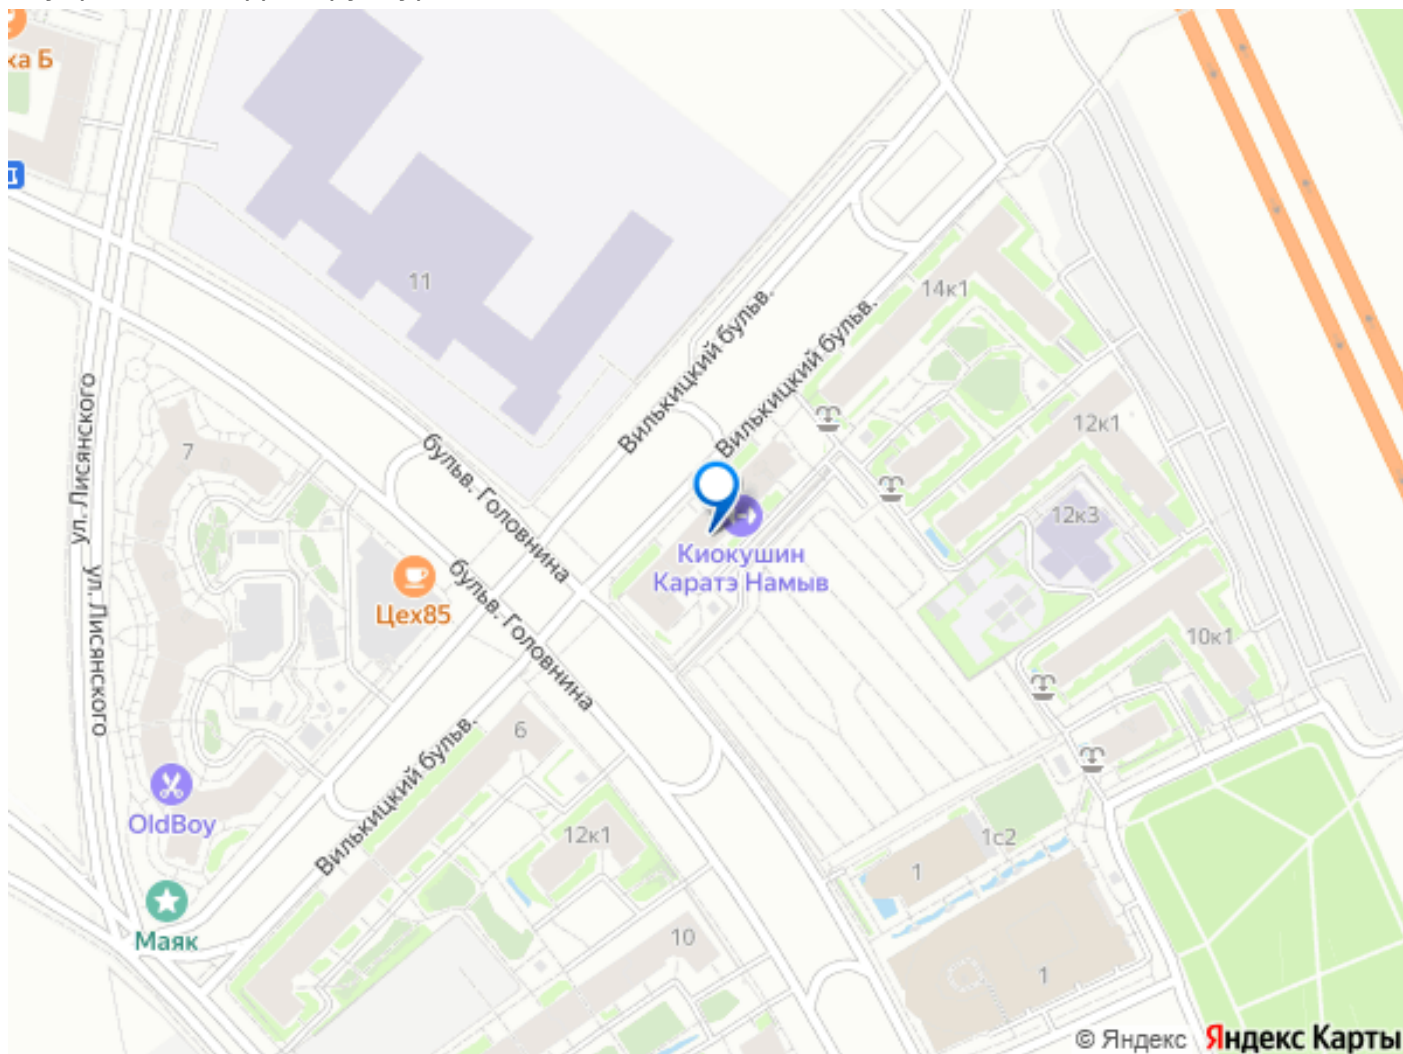 ка Б
11
14к1
Вилькицкий бульв.
Вилькицкий бульв.
ул. Лисянского
7
бульв. Головнина
12к1
12к3
Киокушин
Каратэ Намыв
Цех85
бульв. Головнина
ул. Лисянского
10к1
6
Вилькицкий бульв.
OldBoy
12к1
1с2
1
Маяк
10
1
© Яндекс Яндекс Карты